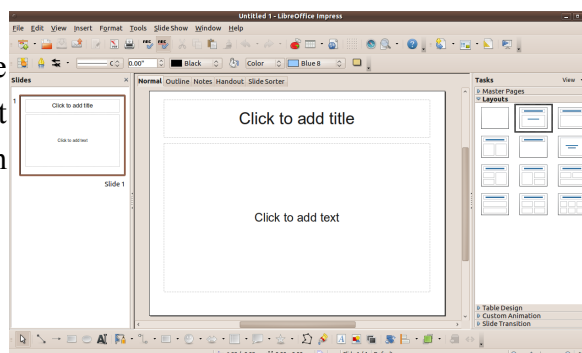 Untitled 1 - LibreOffice Impress
File Edit View Insert Format Tools Slide Show Window Help
0.00" Black Color Blue 8
e
t
n
Slides
Normal Outline Notes Handout Slide Sorter
Tasks View
1
Click to add title
Click to add text
Slide 1
Click to add title
Click to add text
Master Pages
Layouts
Table Design
Custom Animation
Slide Transition